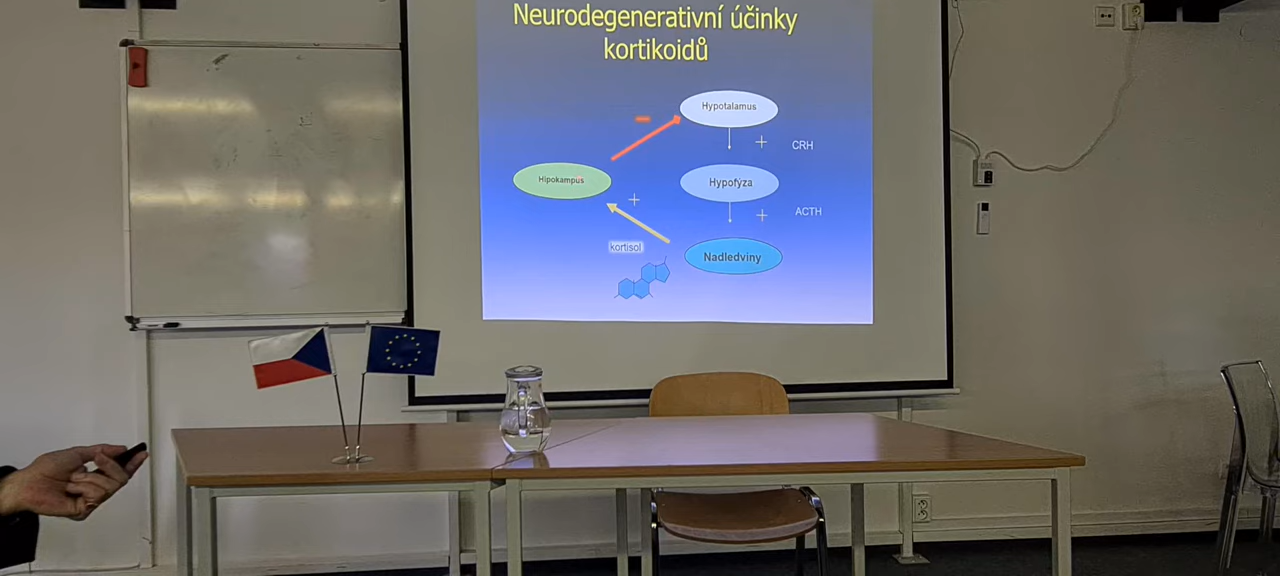 Neurodegenerativní účinky
kortikoidů
Hypotalamus
CRH
Hipokampus
Hypofýza
ACTH
kortisol
Nadledviny